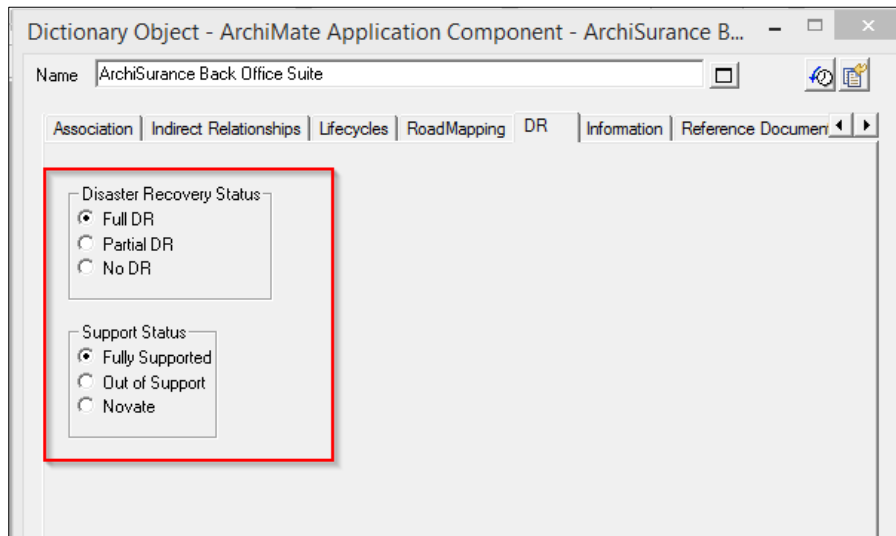 Dictionary Object - ArchiMate Application Component - ArchiSurance B...
Name ArchiSurance Back Office Suite
Association Indirect Relationships Lifecycles RoadMapping DR Information Reference Documen
Disaster Recovery Status
Full DR
Partial DR
No DR
Support Status
Fully Supported
Out of Support
Novate